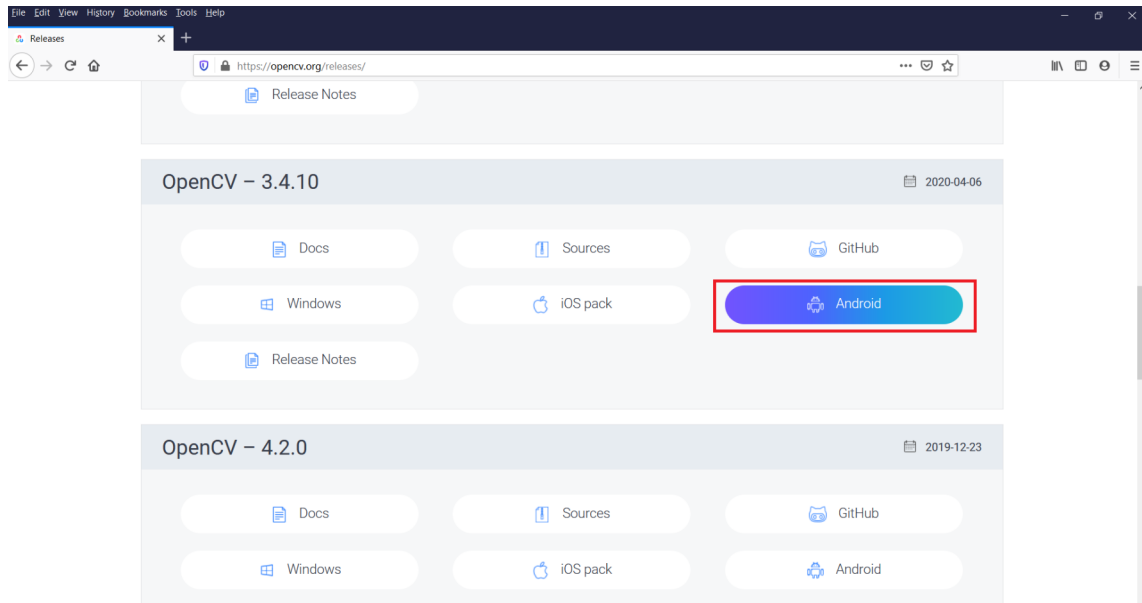 File Edit View History Bookmarks Tools Help
Releases
https://opencv.org/releases/
Release Notes
OpenCV – 3.4.10 2020-04-06
Docs Sources GitHub
Windows iOS pack Android
Release Notes
OpenCV – 4.2.0 2019-12-23
Docs Sources GitHub
Windows iOS pack Android